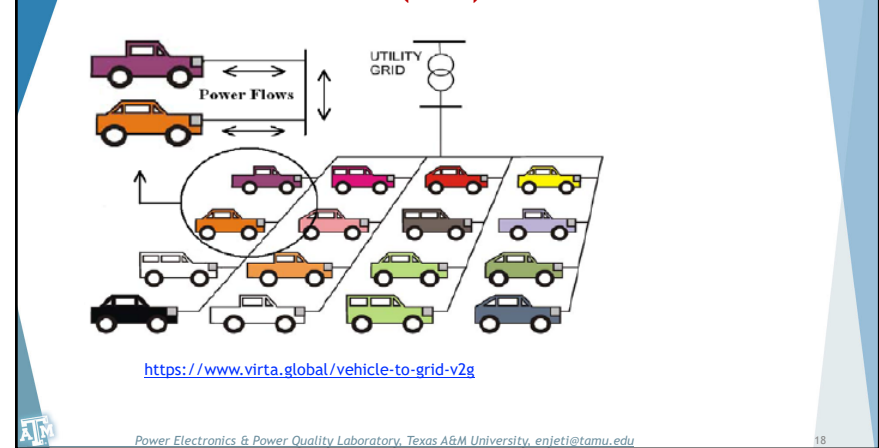 UTILITY
GRID
Power Flows
https://www.virta.global/vehicle-to-grid-v2g
ĀM
Power Electronics & Power Quality Laboratory, Texas A&M University, enjeti@tamu.edu
18